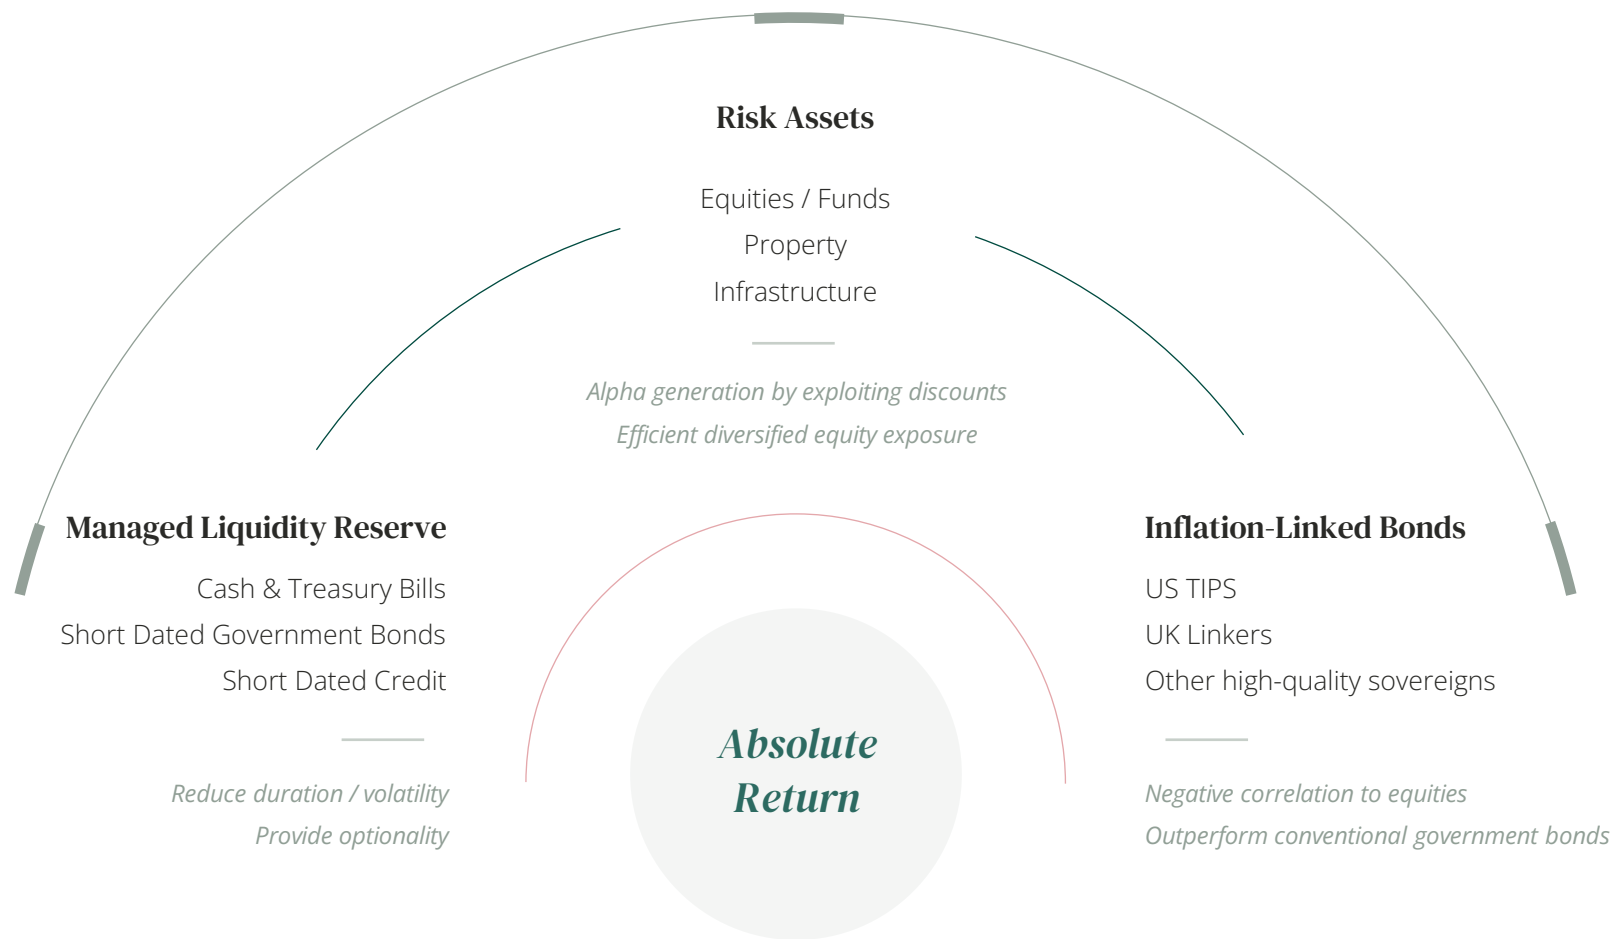 Risk Assets
Equities / Funds
Property
Infrastructure
Alpha generation by exploiting discounts
Efficient diversified equity exposure
Managed Liquidity Reserve
Cash & Treasury Bills
Short Dated Government Bonds
Short Dated Credit
Reduce duration / volatility
Provide optionality
Absolute
Return
Inflation-Linked Bonds
US TIPS
UK Linkers
Other high-quality sovereigns
Negative correlation to equities
Outperform conventional government bonds